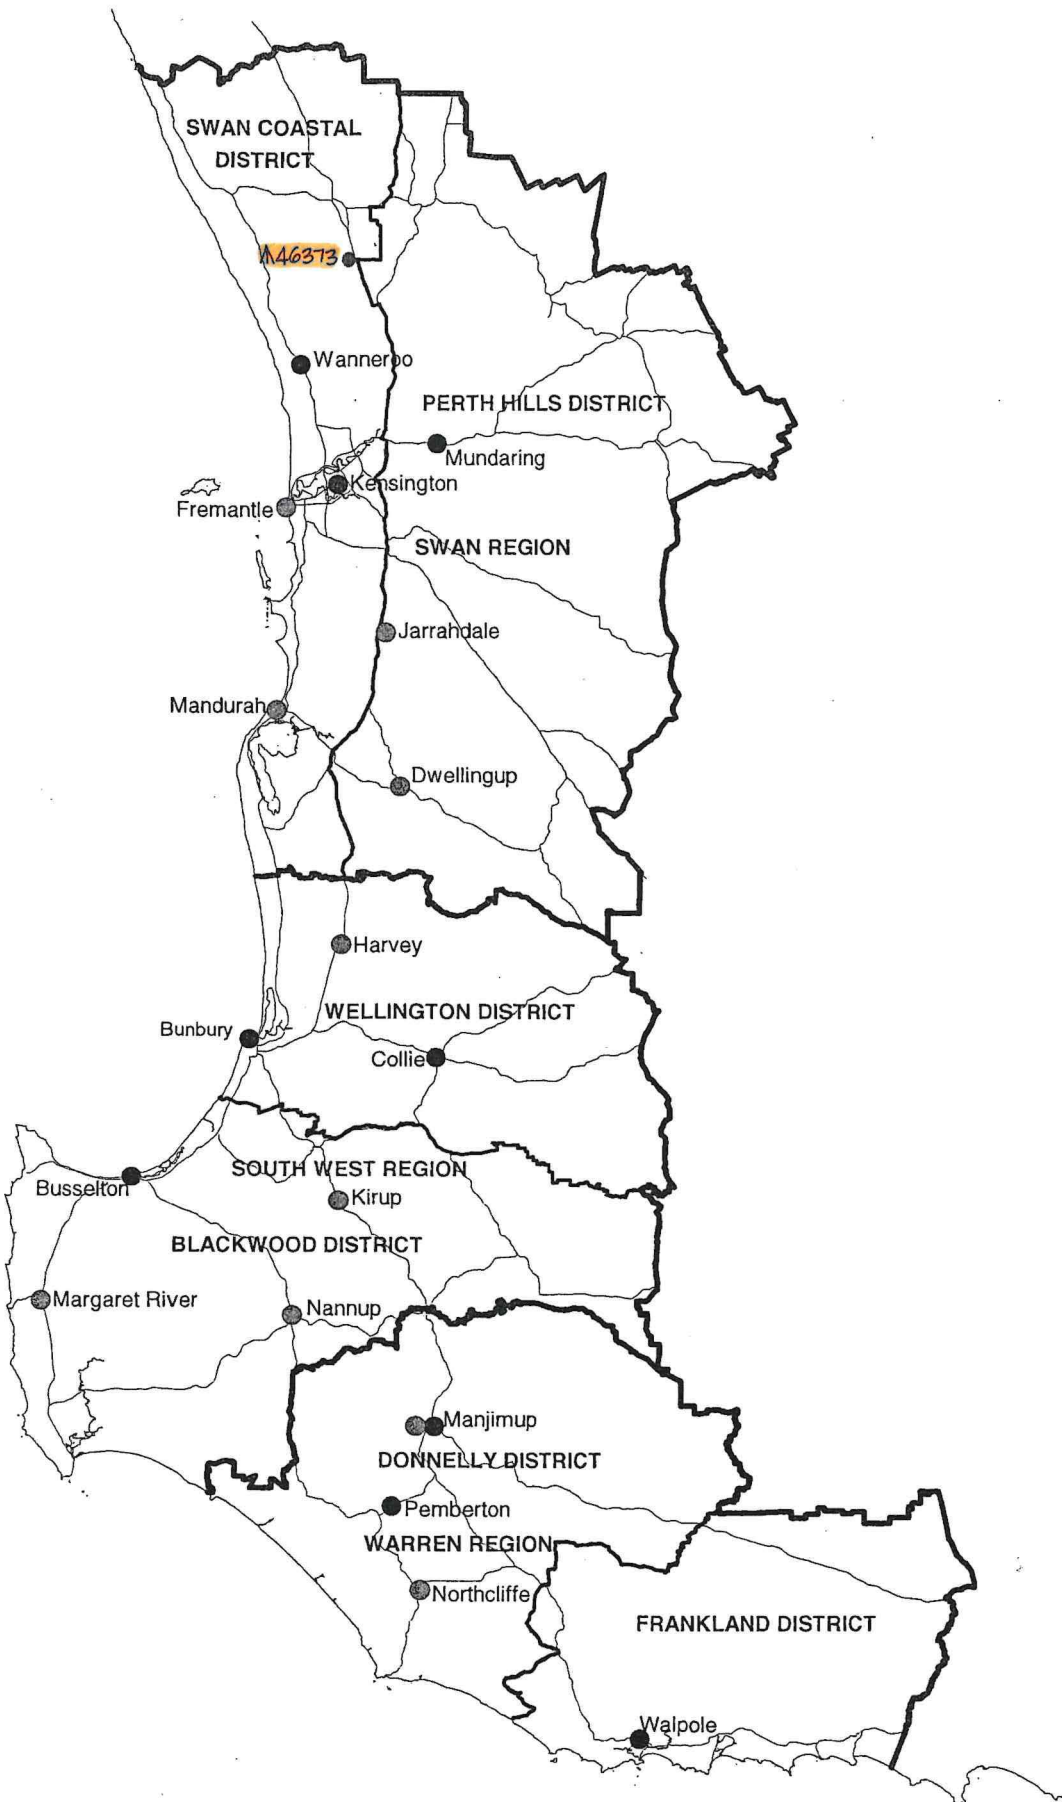 SWAN COASTAL
DISTRICT
A46373
Wanneroo
PERTH HILLS DISTRICT
Mundaring
Kensington
Fremantle
SWAN REGION
Jarrahdale
Mandurah
Dwellingup
Harvey
WELLINGTON DISTRICT
Bunbury
Collie
SOUTH WEST REGION
Busselton
Kirup
BLACKWOOD DISTRICT
Margaret River
Nannup
Manjimup
DONNELLY DISTRICT
Pemberton
WARREN REGION
Northcliffe
FRANKLAND DISTRICT
Walpole